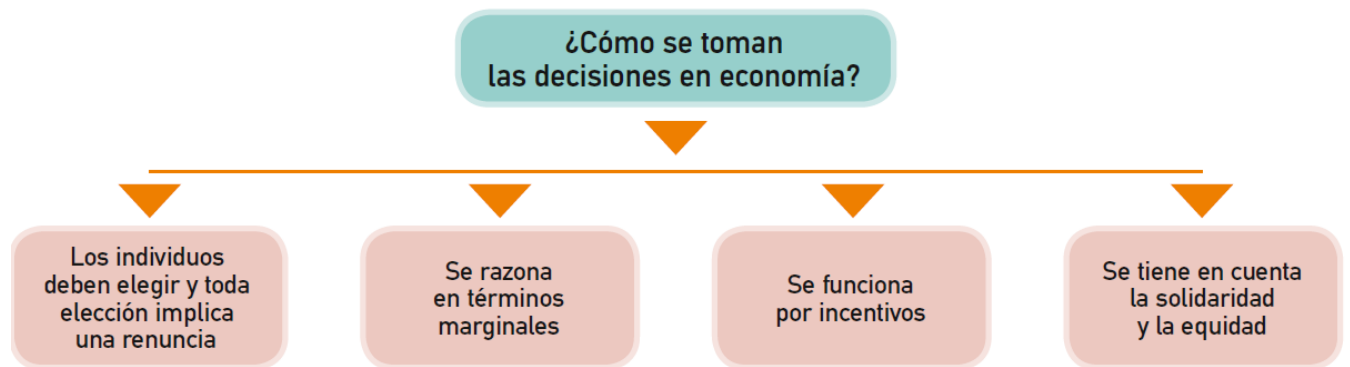 ¿Cómo se toman
las decisiones en economía?
Los individuos
deben elegir y toda
elección implica
una renuncia
Se razona
en términos
marginales
Se funciona
por incentivos
Se tiene en cuenta
la solidaridad
y la equidad